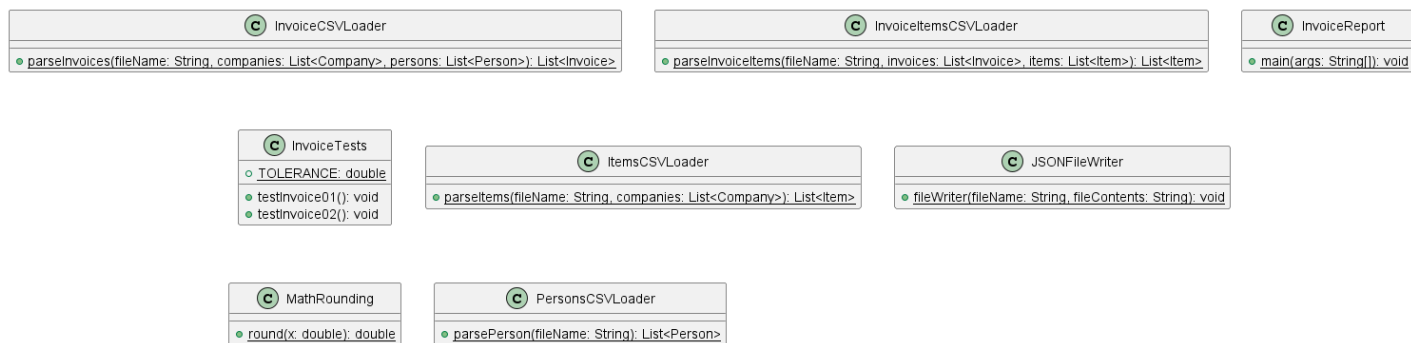 C InvoiceCSVLoader
parseInvoices(fileName: String, companies: List<Company>, persons: List<Person>): List<Invoice>
C InvoiceItemsCSVLoader
parseInvoiceItems(fileName: String, invoices: List<Invoice>, items: List<Item>): List<Item>
C InvoiceReport
main(args: String[]): void
C InvoiceTests
TOLERANCE: double
testInvoice01(): void
testInvoice02(): void
C ItemsCSVLoader
parseItems(fileName: String, companies: List<Company>): List<Item>
C JSONFileWriter
fileWriter(fileName: String, fileContents: String): void
C MathRounding
round(x: double): double
C PersonsCSVLoader
parsePerson(fileName: String): List<Person>